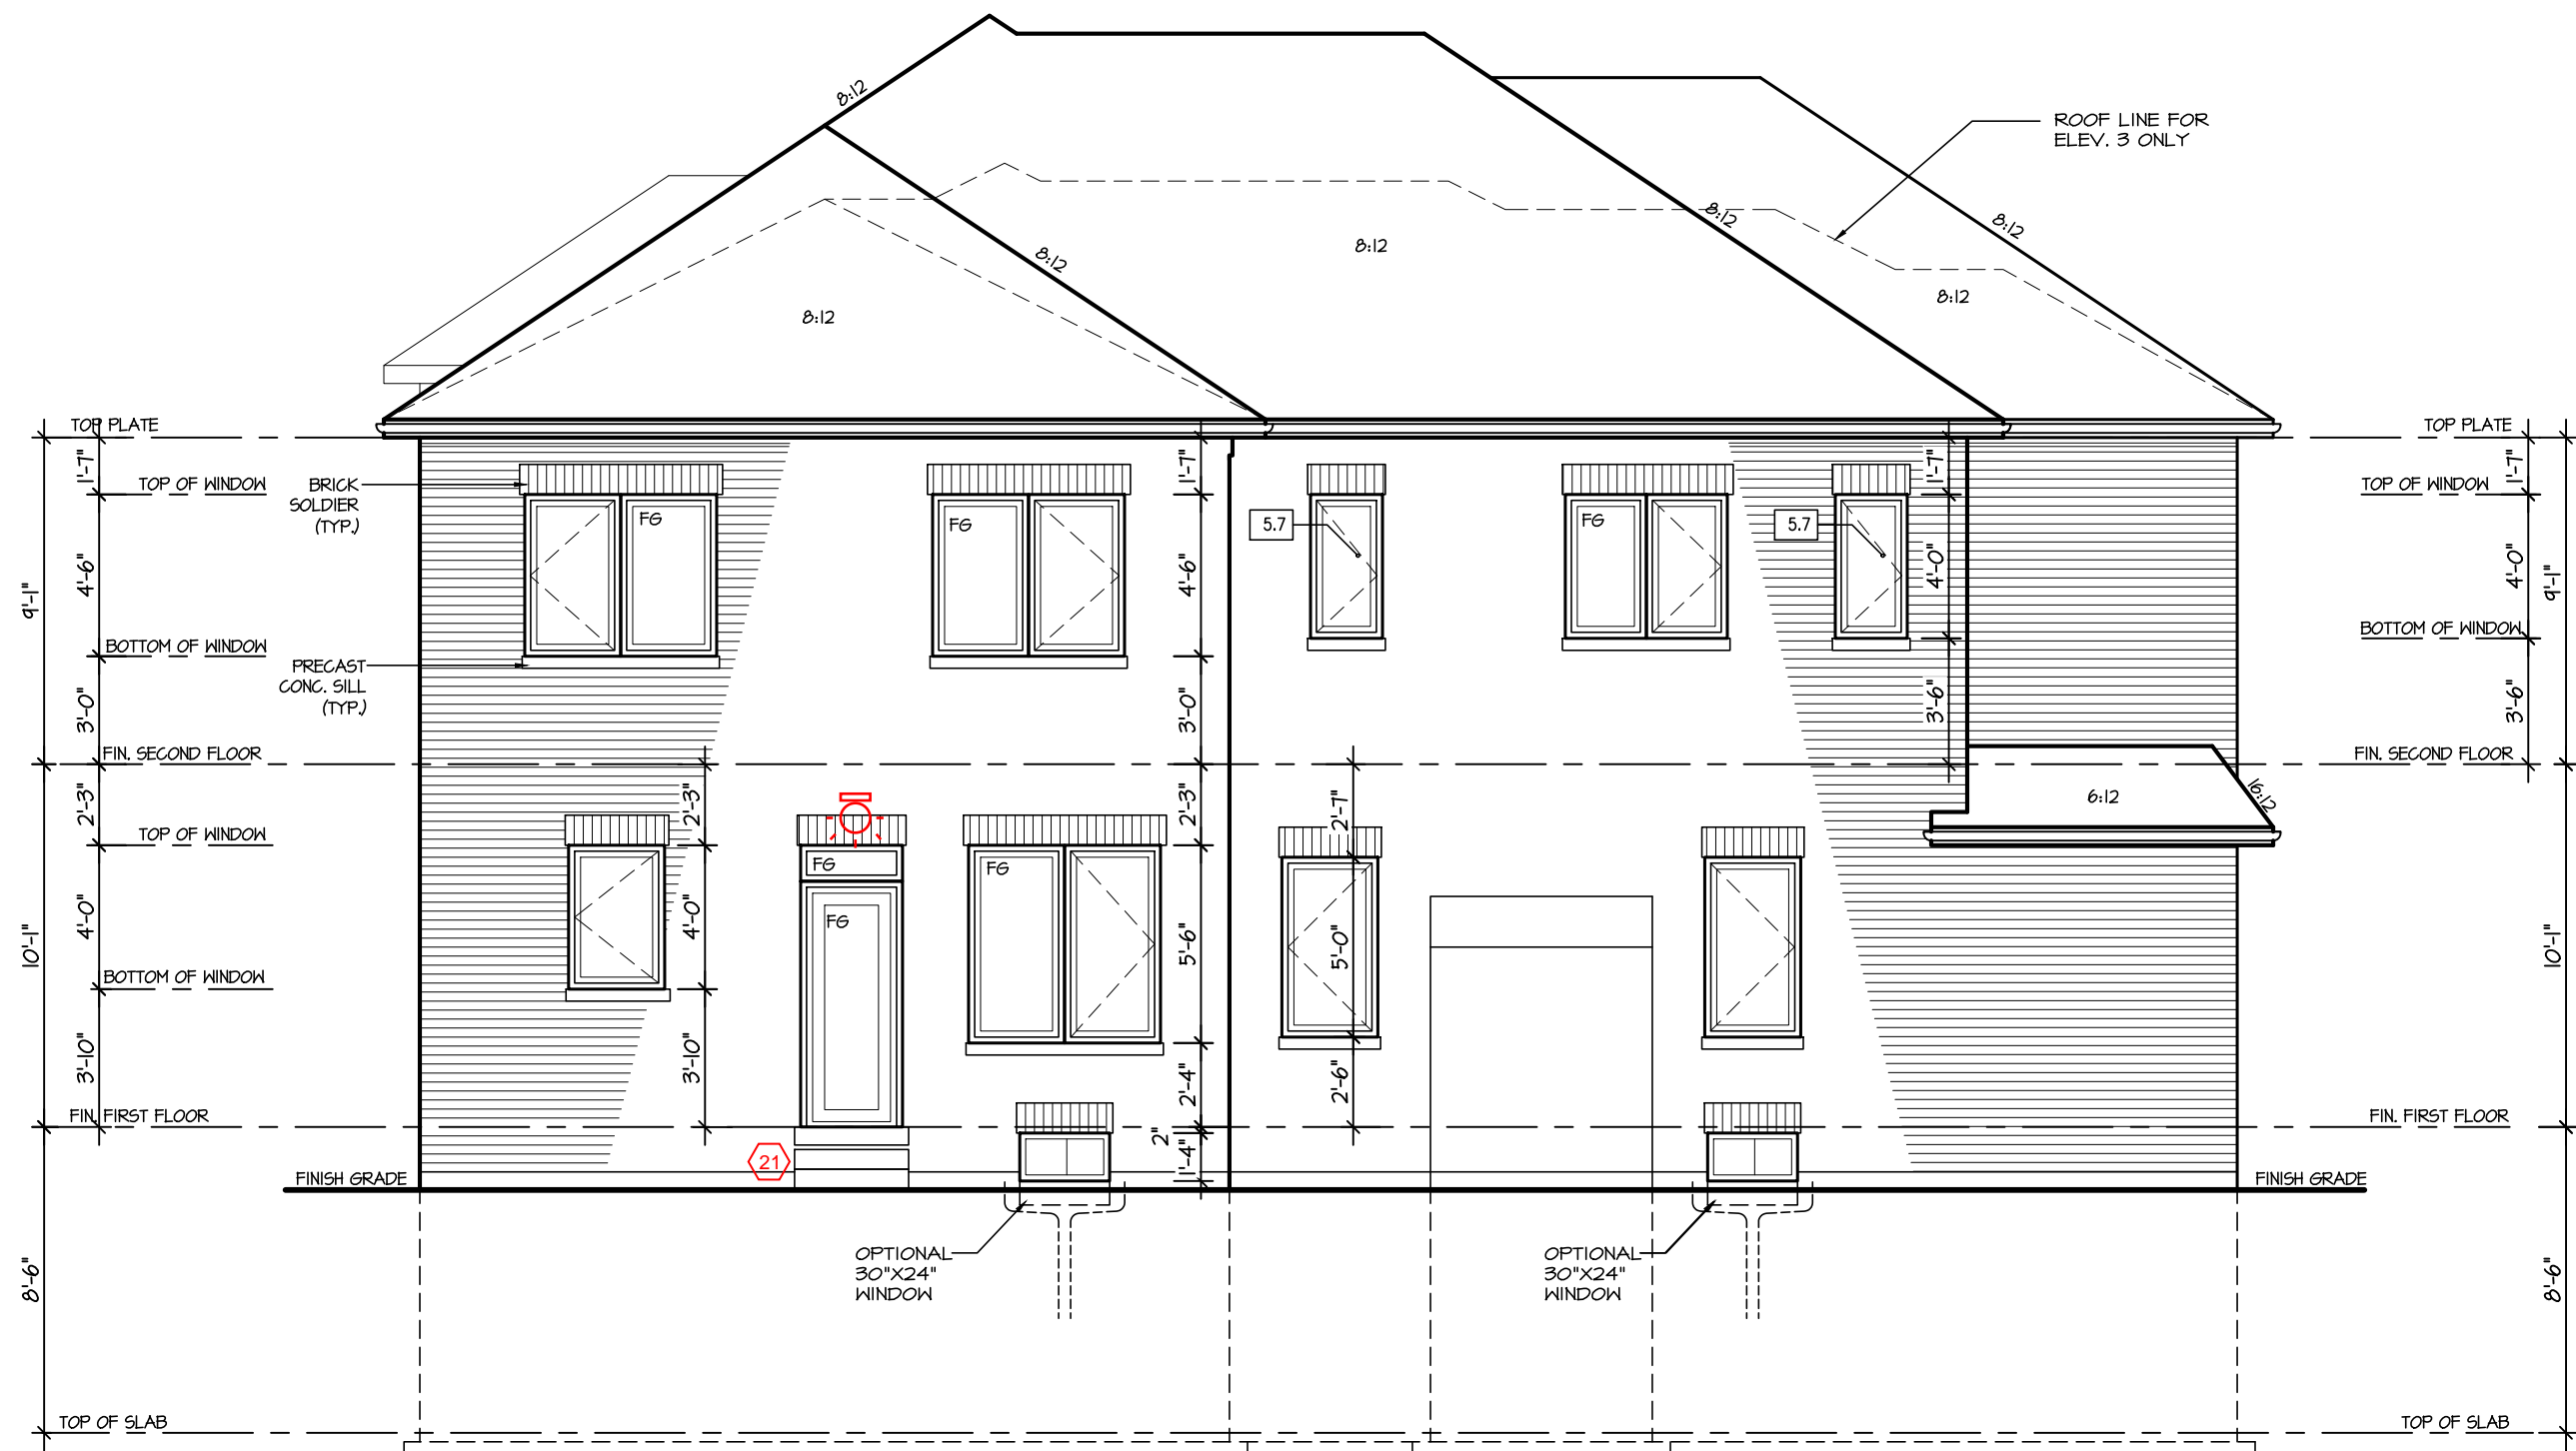 8:12
ROOF LINE FOR
ELEV. 3 ONLY
8:12
8:12
8:12
8:12
8:12
8:12
TOP PLATE
TOP PLATE
1'-7"
1'-7"
1'-7"
1'-7"
TOP OF WINDOW
TOP OF WINDOW
BRICK
SOLDIER
(TYP.)
FG
FG
5.7
FG
5.7
9'-1"
4'-6"
4'-6"
4'-0"
4'-0"
9'-1"
BOTTOM OF WINDOW
BOTTOM OF WINDOW
PRECAST
CONC. SILL
(TYP.)
3'-0"
3'-0"
3'-6"
3'-6"
FIN. SECOND FLOOR
FIN. SECOND FLOOR
2'-3"
2'-3"
2'-3"
2'-7"
6:12
16:12
TOP OF WINDOW
FG
FG
FG
10'-1"
4'-0"
4'-0"
5'-6"
5'-0"
10'-1"
BOTTOM OF WINDOW
3'-10"
3'-10"
2'-4"
2'-6"
FIN. FIRST FLOOR
FIN. FIRST FLOOR
2"
1'-4"
21
FINISH GRADE
FINISH GRADE
8'-6"
OPTIONAL
30"X24"
WINDOW
OPTIONAL
30"X24"
WINDOW
8'-6"
TOP OF SLAB
TOP OF SLAB